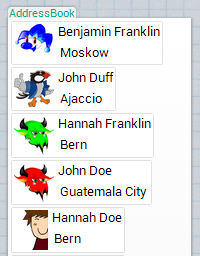 AddressBook
Benjamin Franklin
Moskow
John Duff
Ajaccio
Hannah Franklin
Bern
John Doe
Guatemala City
Hannah Doe
Bern